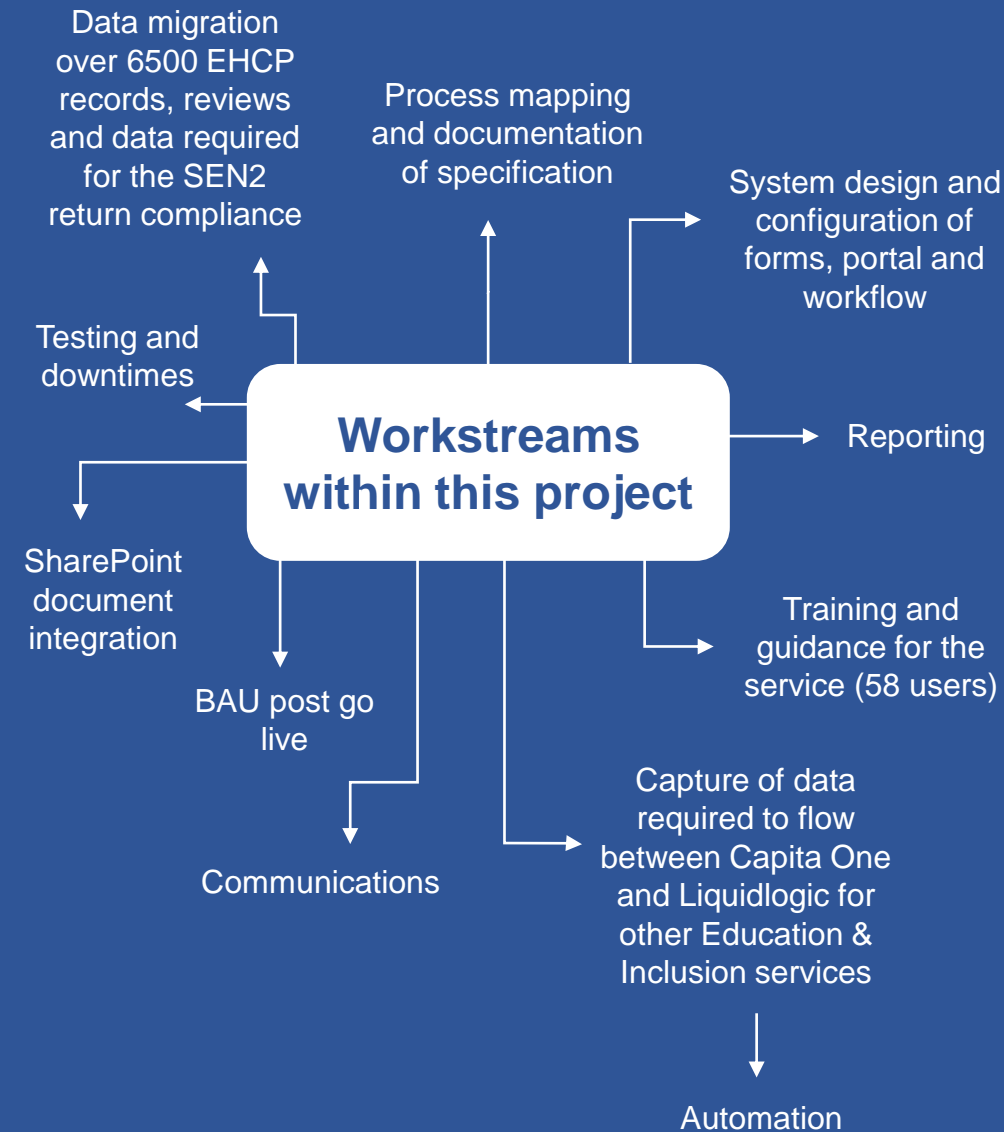 Data migration
over 6500 EHCP
records, reviews
and data required
for the SEN2
return compliance
Process mapping
and documentation
of specification
System design and
configuration of
forms, portal and
workflow
Testing and
downtimes
Workstreams
within this project
Reporting
SharePoint
document
integration
Training and
guidance for the
service (58 users)
BAU post go
live
Communications
Capture of data
required to flow
between Capita One
and Liquidlogic for
other Education &
Inclusion services
Automation